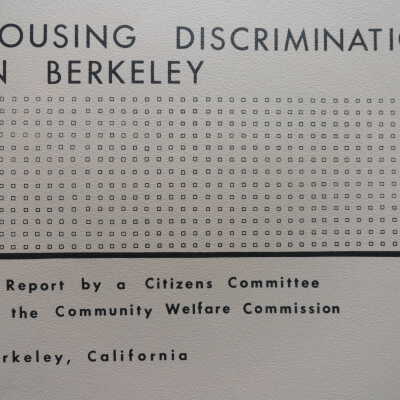 OUSING DISCRIMINATIO
N BERKELEY
Report by a Citizens Committee
the Community Welfare Commission
rkeley, California